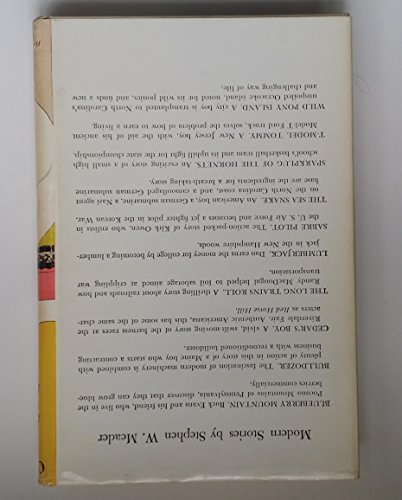 Modern Stories by Stephen W. Meader
BLUEBERRY MOUNTAIN. Buck Evans and his friend, who live in the
Pocono Mountains of Pennsylvania, discover that they can grow blue-
berries commercially.
BULLDOZER. The fascination of modern machinery is combined with
plenty of action in this story of a Maine boy who starts a contracting
business with a reconditioned bulldozer.
CEDAR'S BOY. A vivid, swift-moving story of the harness races at the
Riverdale Fair. Authentic Americana, this has some of the same char-
acters as Red Horse Hill.
THE LONG TRAINS ROLL. A thrilling story about railroads and how
Randy MacDougal helped to foil sabotage aimed at crippling war
transportation.
LUMBERJACK. Dan earns the money for college by becoming a lumber-
jack in the New Hampshire woods.
SABRE PILOT. The action packed story of Kirk Owen, who enlists in
the U. S. Air Force and becomes a jet fighter pilot in the Korean War.
THE SEA SNAKE. An American boy, a German submarine, a Nazi agent
on the North Carolina coast, and a camouflaged German submarine
base are the ingredients for a breath-taking story.
SPARKPLUG OF THE HORNETS. An exciting story of a small high
school's basketball team and its uphill fight for the state championship.
T-MODEL TOMMY. A New Jersey boy, with the aid of his ancient
Model-T Ford truck, solves the problem of how to earn a living.
WILD PONY ISLAND. A city boy is transplanted to North Carolina's
unspoiled Ocracoke island, noted for its wild ponies, and finds a new
and challenging way of life.